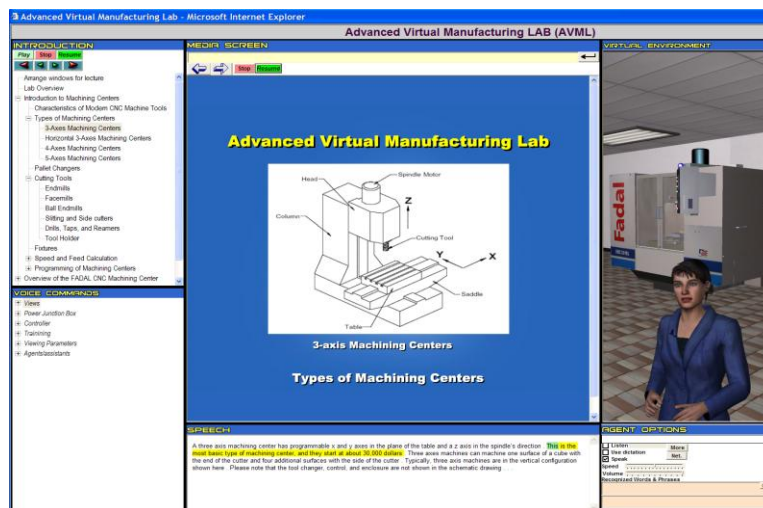 Advanced Virtual Manufacturing Lab - Microsoft Internet Explorer
Advanced Virtual Manufacturing LAB (AVML)
INTRODUCTION
Play Stop Resume
Arrange windows for lecture
Lab Overview
Introduction to Machining Centers
Characteristics of Modern CNC Machine Tools
Types of Machining Centers
3-Axes Machining Centers
Horizontal 3-Axes Machining Centers
4-Axes Machining Centers
5-Axes Machining Centers
Pallet Changers
Cutting Tools
Endmills
Facemills
Ball Endmills
Slitting and Side cutters
Drills, Taps, and Reamers
Tool Holder
Fixtures
Speed and Feed Calculation
Programming of Machining Centers
Overview of the FADAL CNC Machining Center
VOICE COMMANDS
Views
Power Junction Box
Controller
Trainining
Viewing Parameters
Agents/assistants
MEDIA SCREEN
Stop Resume
Advanced Virtual Manufacturing Lab
Head
Spindle Motor
Z
Column
Cutting Tool
Y
X
Saddle
Table
3-axis Machining Centers
Types of Machining Centers
SPEECH
A three axis machining center has programmable x and y axes in the plane of the table and a z axis in the spindle's direction . This is the
most basic type of machining center, and they start at about 30,000 dollars . Three axes machines can machine one surface of a cube with
the end of the cutter and four additional surfaces with the side of the cutter . Typically, three axis machines are in the vertical configuration
shown here . Please note that the tool changer, control, and enclosure are not shown in the schematic drawing . . . .
VIRTUAL ENVIRONMENT
Fadal
AGENT OPTIONS
Listen
More
Use dictation
Speak
Net.
Speed
Volume
Recognized Words & Phrases